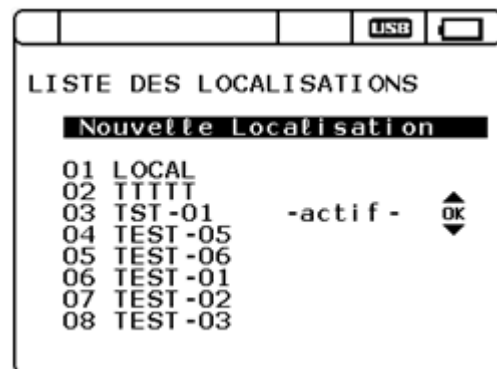 USB
LISTE DES LOCALISATIONS
Nouvelle Localisation
01 LOCAL
02 TTTTT
03 TST-01 -actif- OK
04 TEST-05
05 TEST-06
06 TEST-01
07 TEST-02
08 TEST-03